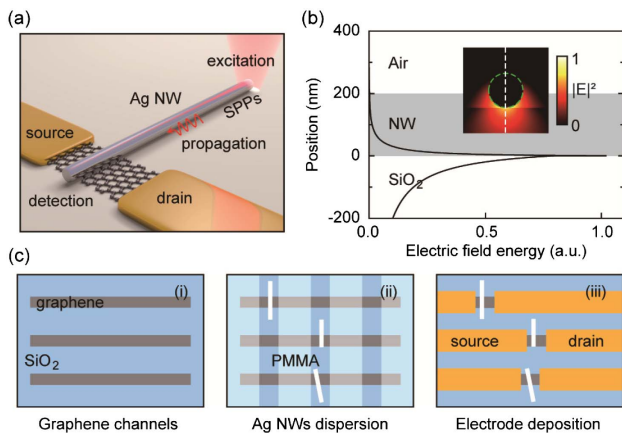 (a)
excitation
Ag NW
SPPs
source
propagation
detection
drain
(b)
400
Air
200
NW
0
SiO₂
-200
Position (nm)
1
|E|²
0
0.0
0.5
1.0
Electric field energy (a.u.)
(c)
(i)
graphene
SiO₂
Graphene channels
(ii)
PMMA
Ag NWs dispersion
(iii)
source
drain
Electrode deposition